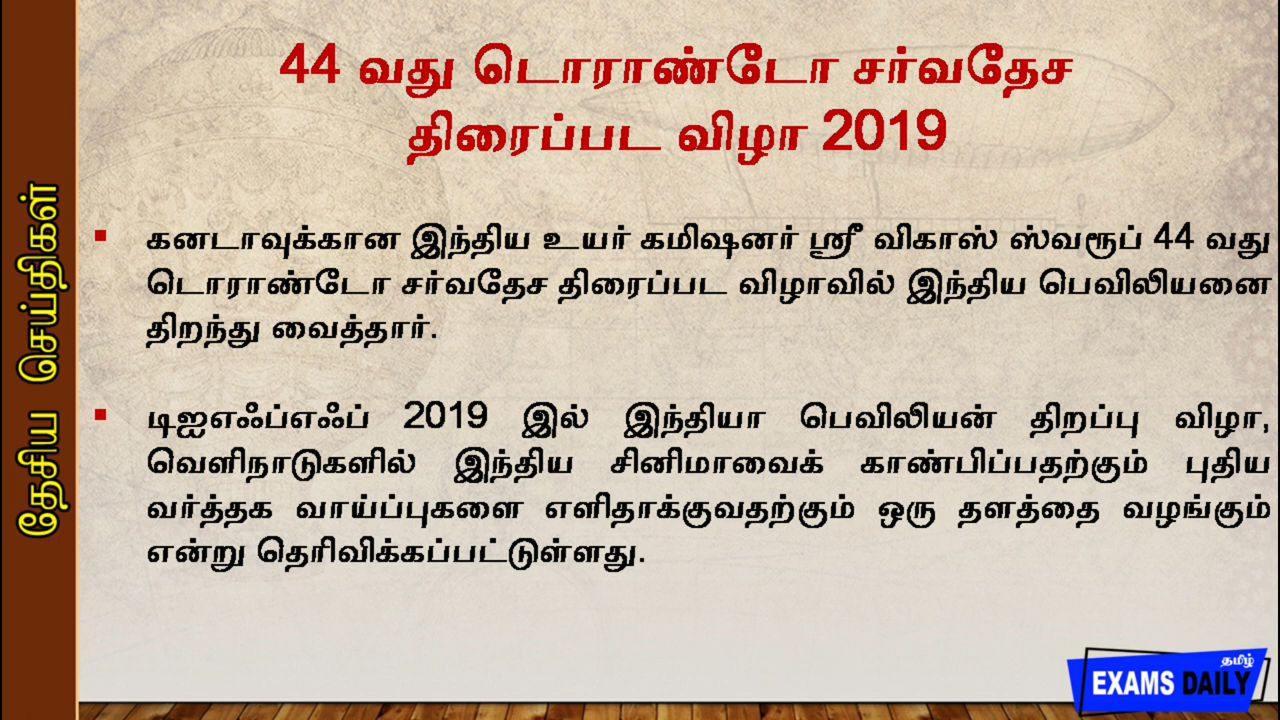 44 வது டொராண்டோ சர்வதேச
திரைப்பட விழா 2019
தேசிய செய்திகள்
▪ கனடாவுக்கான இந்திய உயர் கமிஷனர் ஸ்ரீ விகாஸ் ஸ்வரூப் 44 வது
டொராண்டோ சர்வதேச திரைப்பட விழாவில் இந்திய பெவிலியனை
திறந்து வைத்தார்.
▪ டிஐஎஃப்எஃப் 2019 இல் இந்தியா பெவிலியன் திறப்பு விழா,
வெளிநாடுகளில் இந்திய சினிமாவைக் காண்பிப்பதற்கும் புதிய
வர்த்தக வாய்ப்புகளை எளிதாக்குவதற்கும் ஒரு தளத்தை வழங்கும்
என்று தெரிவிக்கப்பட்டுள்ளது.
தமிழ்
EXAMS DAILY